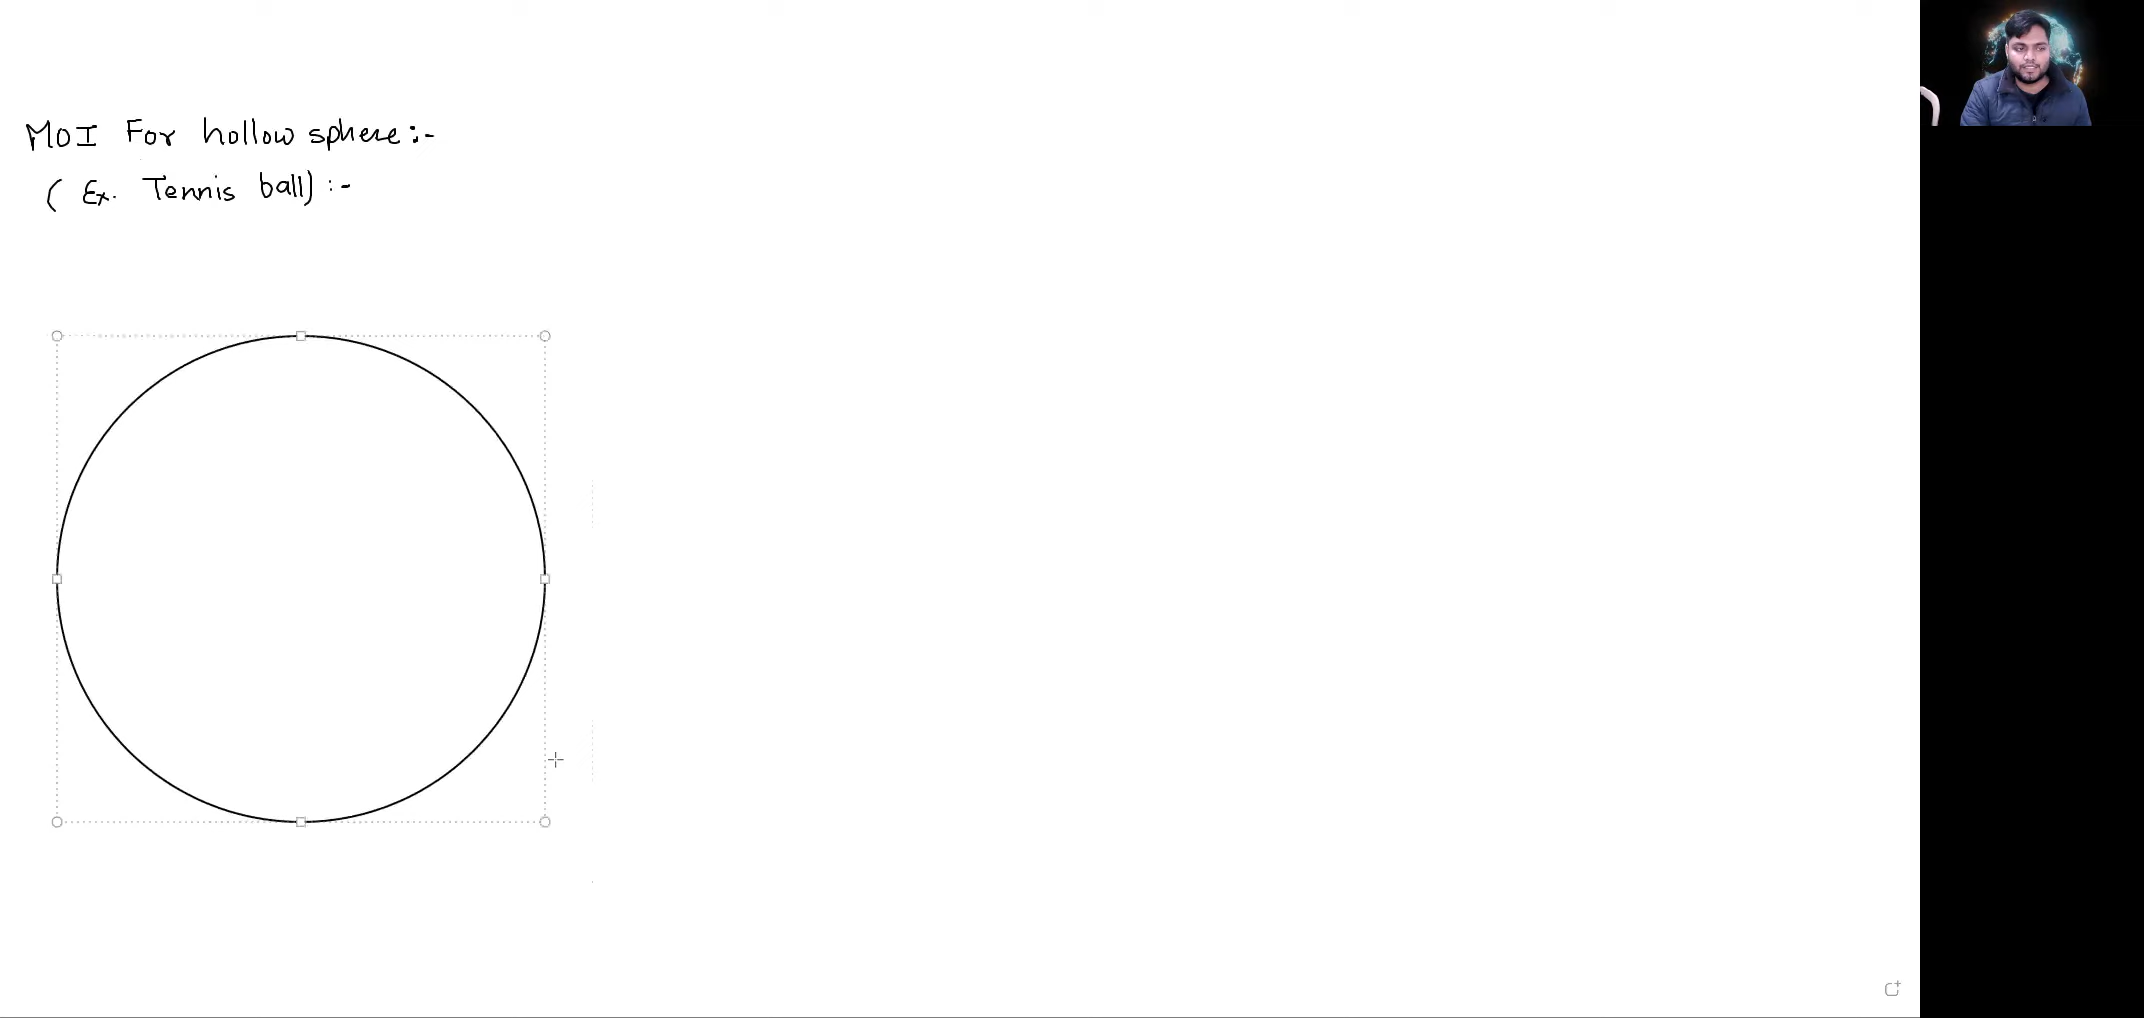 MOI For hollow sphere:-
( Ex. Tennis ball) :-